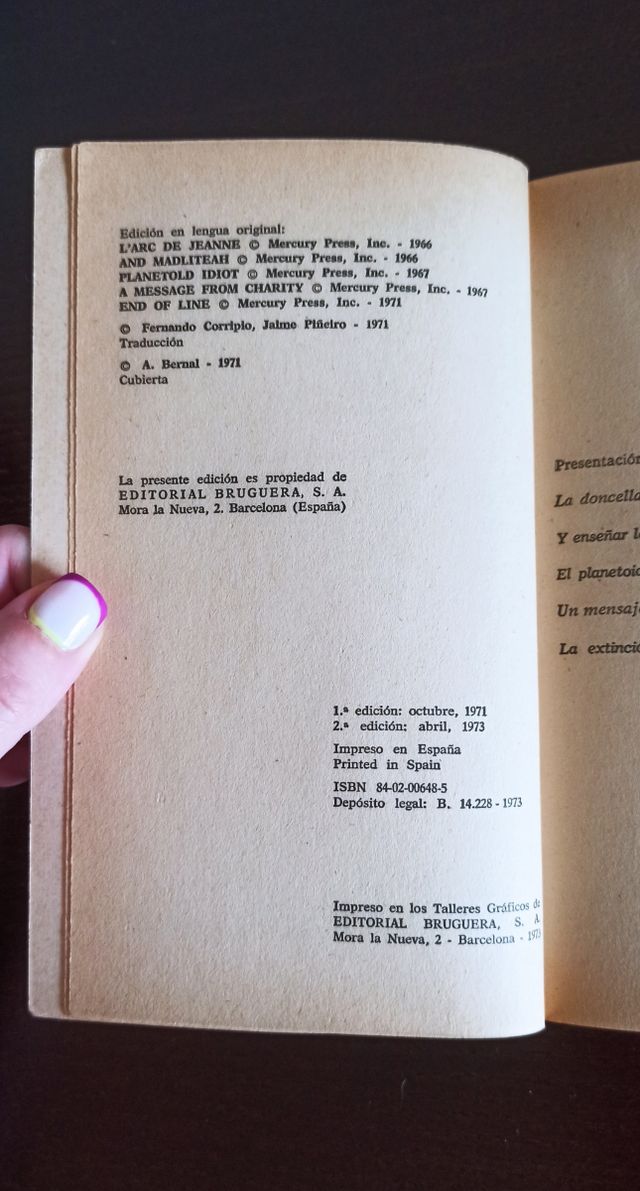 Edición en lengua original:
L'ARC DE JEANNE © Mercury Press, Inc. - 1966
AND MADLITEAH © Mercury Press, Inc. - 1966
PLANETOLD IDIOT © Mercury Press, Inc. - 1967
A MESSAGE FROM CHARITY © Mercury Press, Inc. - 1967
END OF LINE © Mercury Press, Inc. - 1971
© Fernando Corripio, Jaime Piñeiro - 1971
Traducción
© A. Bernal - 1971
Cubierta
La presente edición es propiedad de
EDITORIAL BRUGUERA, S. A.
Mora la Nueva, 2. Barcelona (España)
1.ª edición: octubre, 1971
2.ª edición: abril, 1973
Impreso en España
Printed in Spain
ISBN 84-02-00648-5
Depósito legal: B. 14.228 - 1973
Impreso en los Talleres Gráficos de
EDITORIAL BRUGUERA, S. A.
Mora la Nueva, 2 - Barcelona - 1973
Presentación
La doncella
Y enseñar
El planetoid
Un mensaj
La extinció